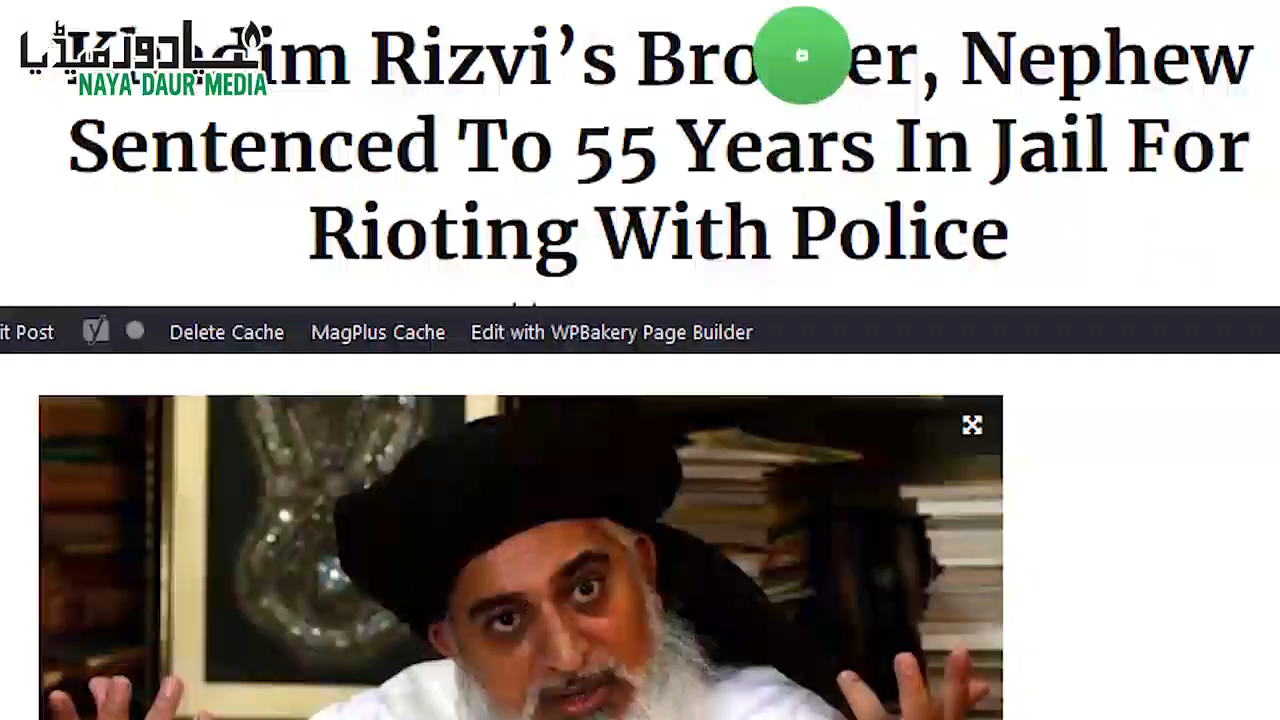 نیا دور میڈیا
NAYA DAUR MEDIA
im Rizvi's Bro er, Nephew
Sentenced To 55 Years In Jail For
Rioting With Police
it Post Delete Cache MagPlus Cache Edit with WPBakery Page Builder